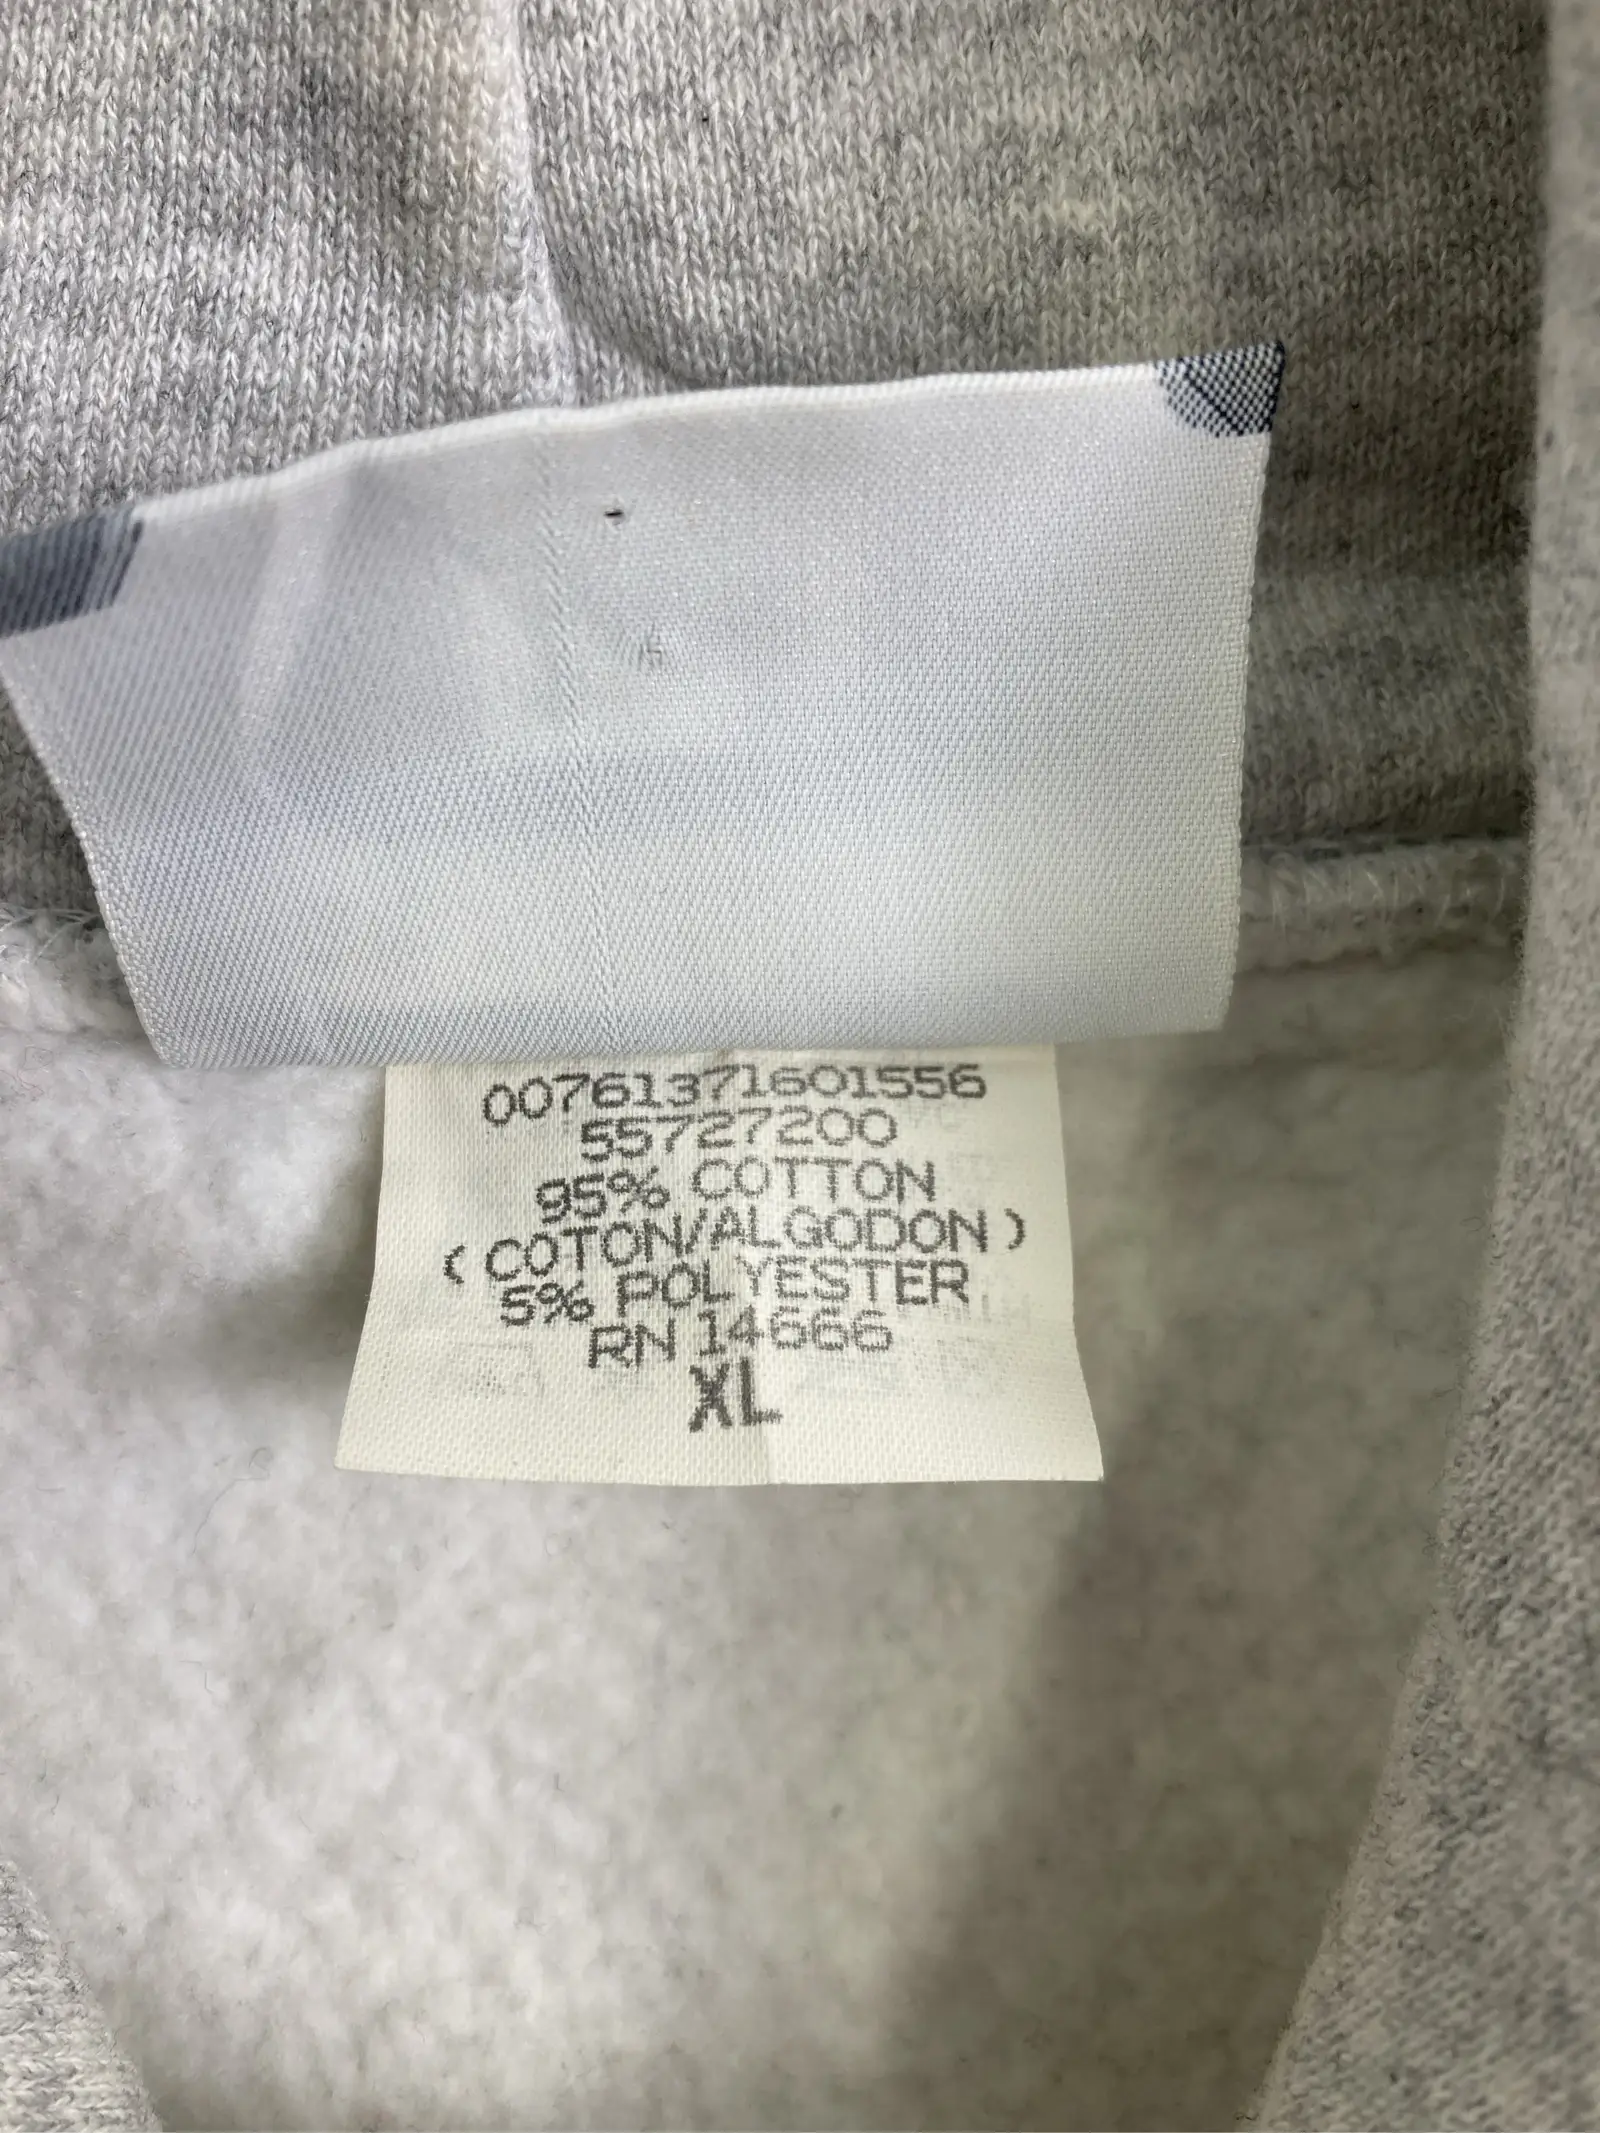 00761371601556
55727200
95% COTTON
( COTON/ALGODON )
5% POLYESTER
RN 14666
XL